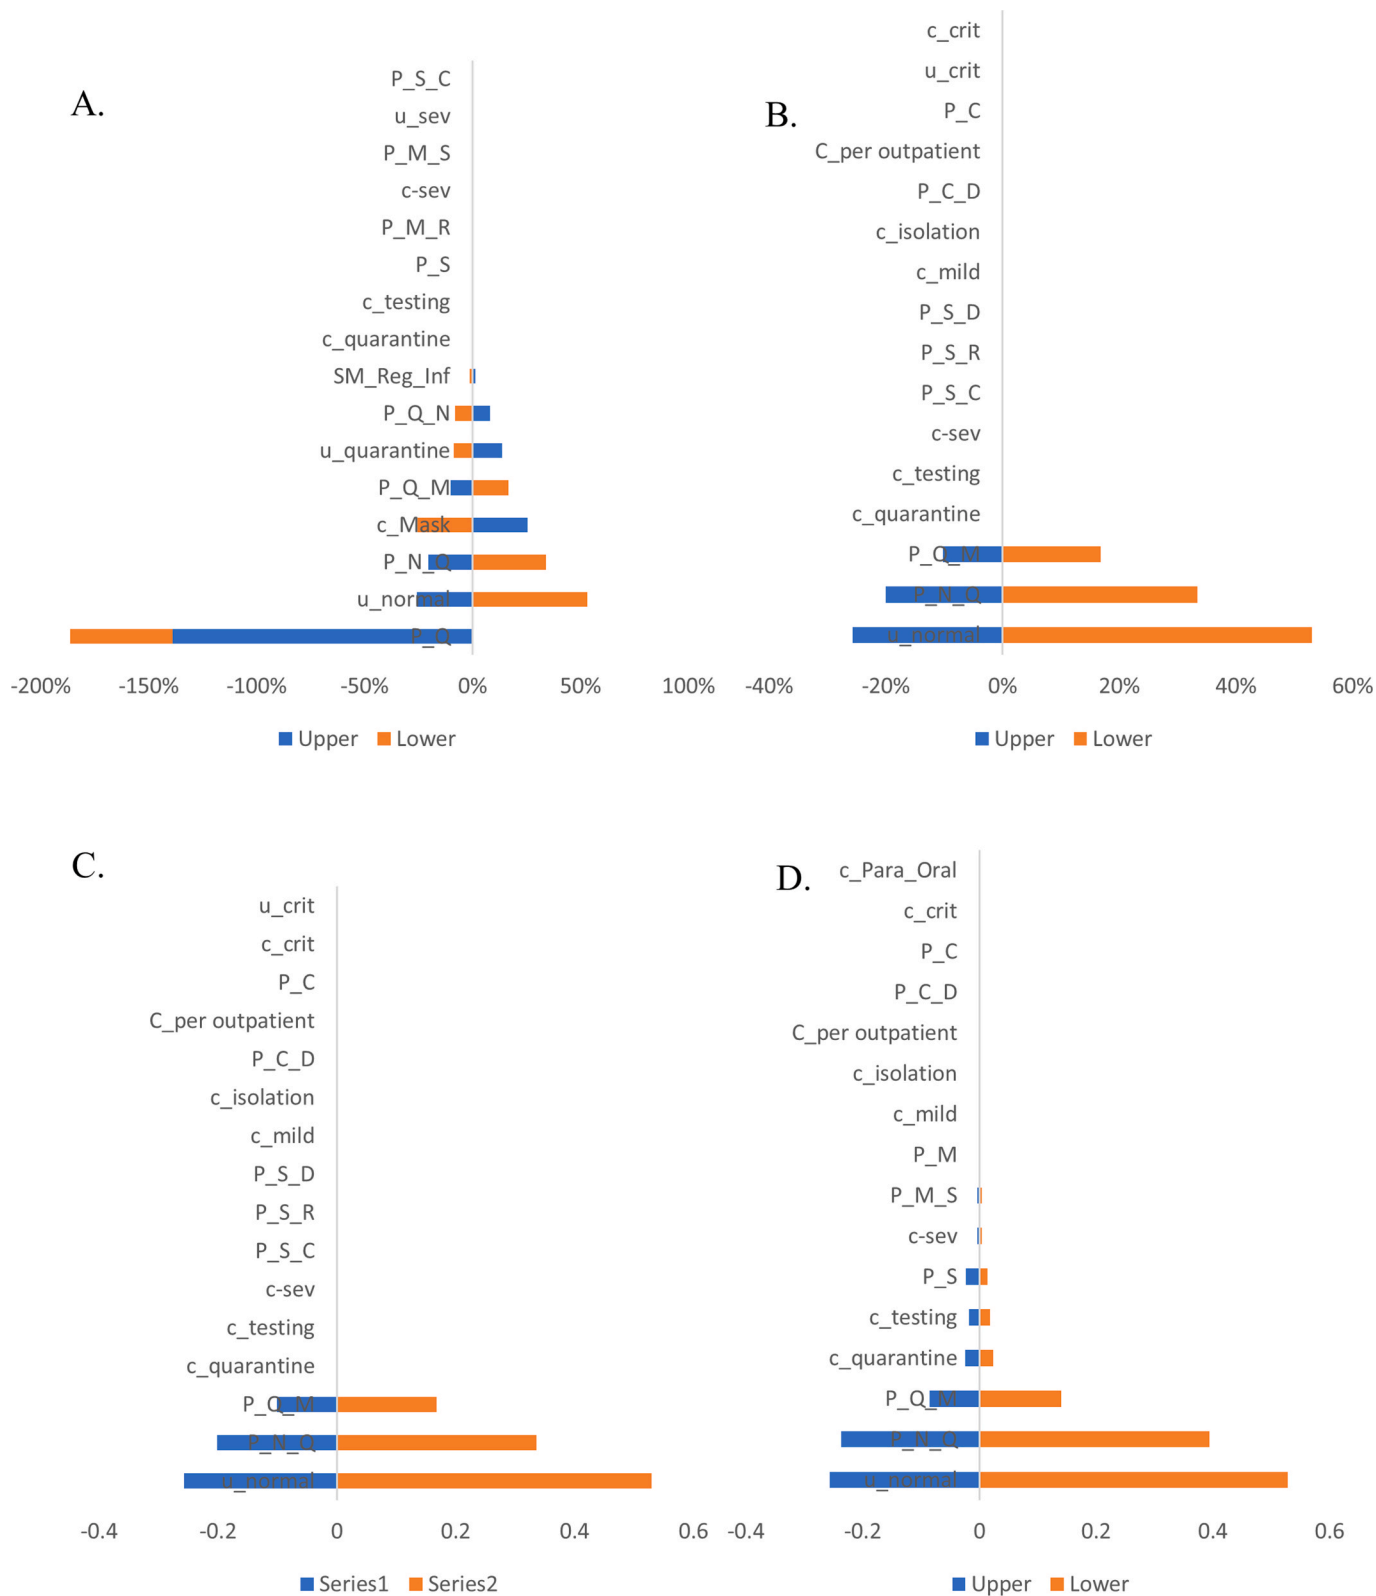 A.
P_S_C
u_sev
P_M_S
c-sev
P_M_R
P_S
c_testing
c_quarantine
SM_Reg_Inf
P_Q_N
u_quarantine
P_Q_M
c_Mask
P_N_Q
u_normal
P_Q
-200% -150% -100% -50% 0% 50% 100%
Upper Lower
B.
c_crit
u_crit
P_C
C_per outpatient
P_C_D
c_isolation
c_mild
P_S_D
P_S_R
P_S_C
c-sev
c_testing
c_quarantine
P_Q_M
P_N_Q
u_normal
-40% -20% 0% 20% 40% 60%
Upper Lower
C.
u_crit
c_crit
P_C
C_per outpatient
P_C_D
c_isolation
c_mild
P_S_D
P_S_R
P_S_C
c-sev
c_testing
c_quarantine
P_Q_M
P_N_Q
u_normal
-0.4 -0.2 0 0.2 0.4 0.6
Series1 Series2
D.
c_Para_Oral
c_crit
P_C
P_C_D
C_per outpatient
c_isolation
c_mild
P_M
P_M_S
c-sev
P_S
c_testing
c_quarantine
P_Q_M
P_N_Q
u_normal
-0.4 -0.2 0 0.2 0.4 0.6
Upper Lower